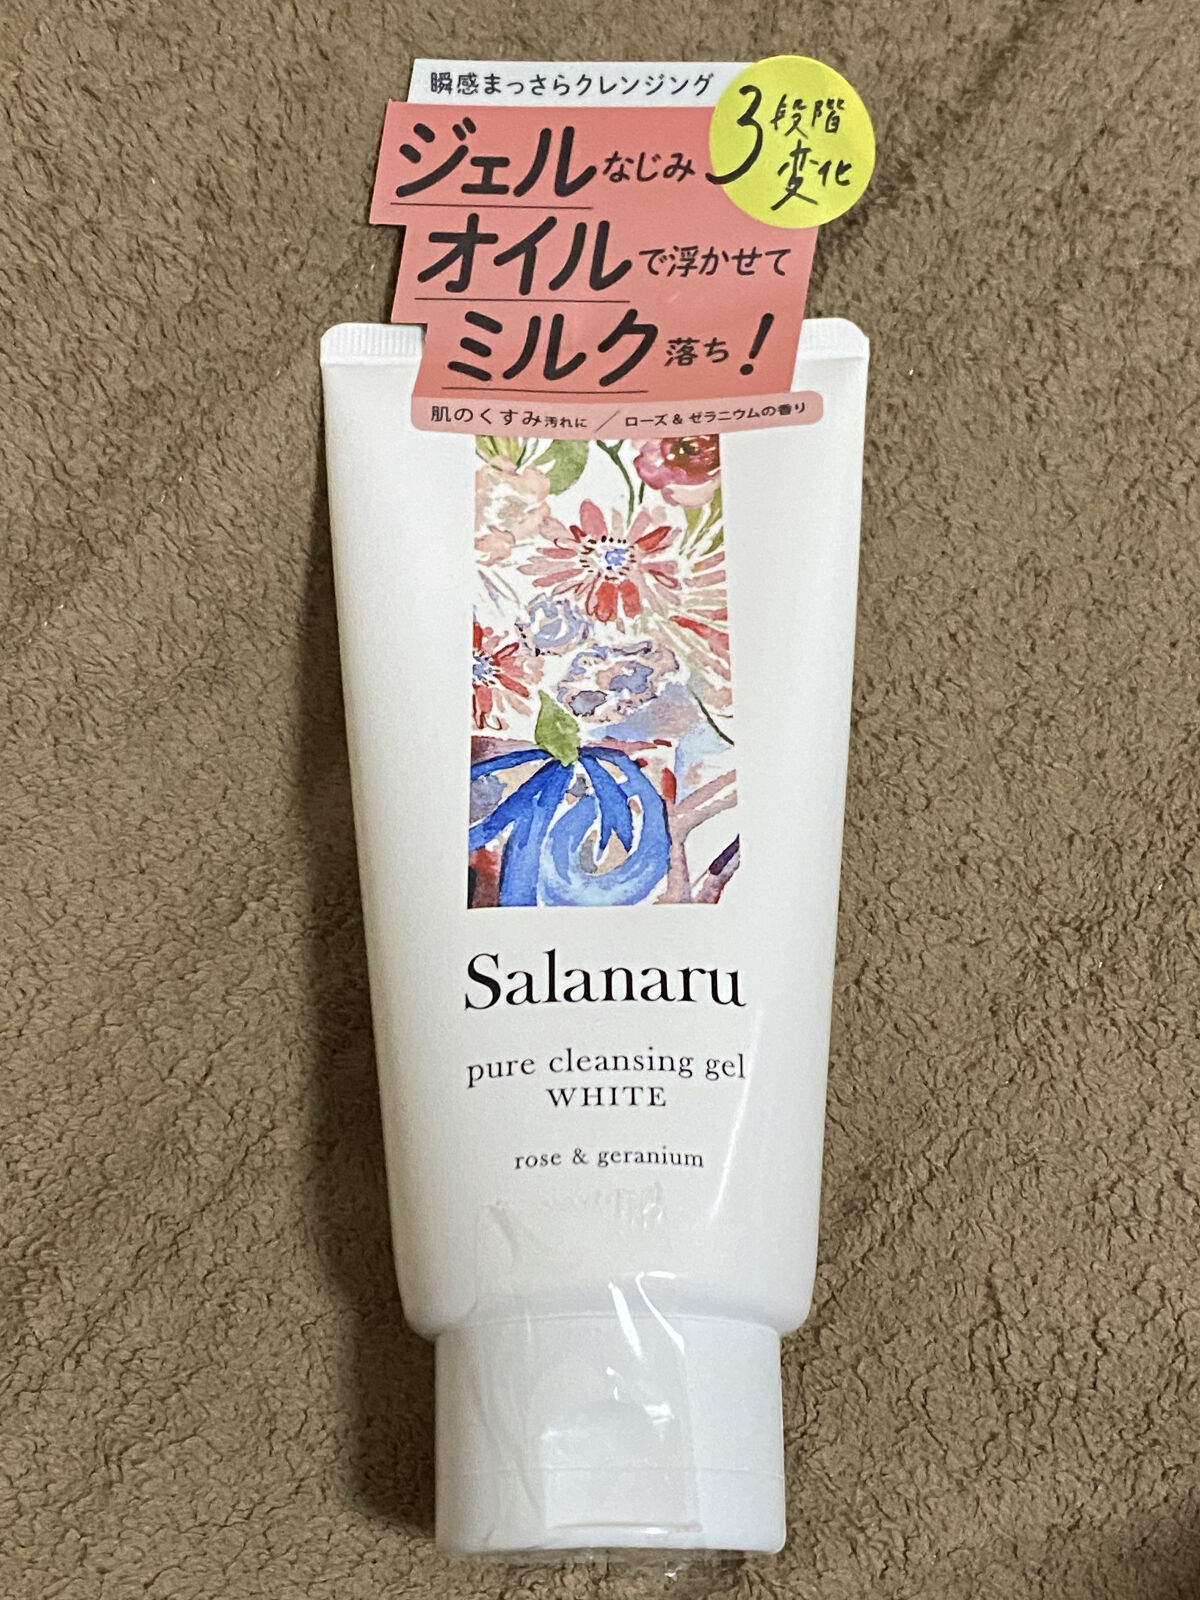 瞬感まっさらクレンジング
3段階
変化
ジェルなじみ
オイルで浮かせて
ミルク落ち!
肌のくすみ汚れに／ローズ&ゼラニウムの香り
Salanaru
pure cleansing gel
WHITE
rose & geranium